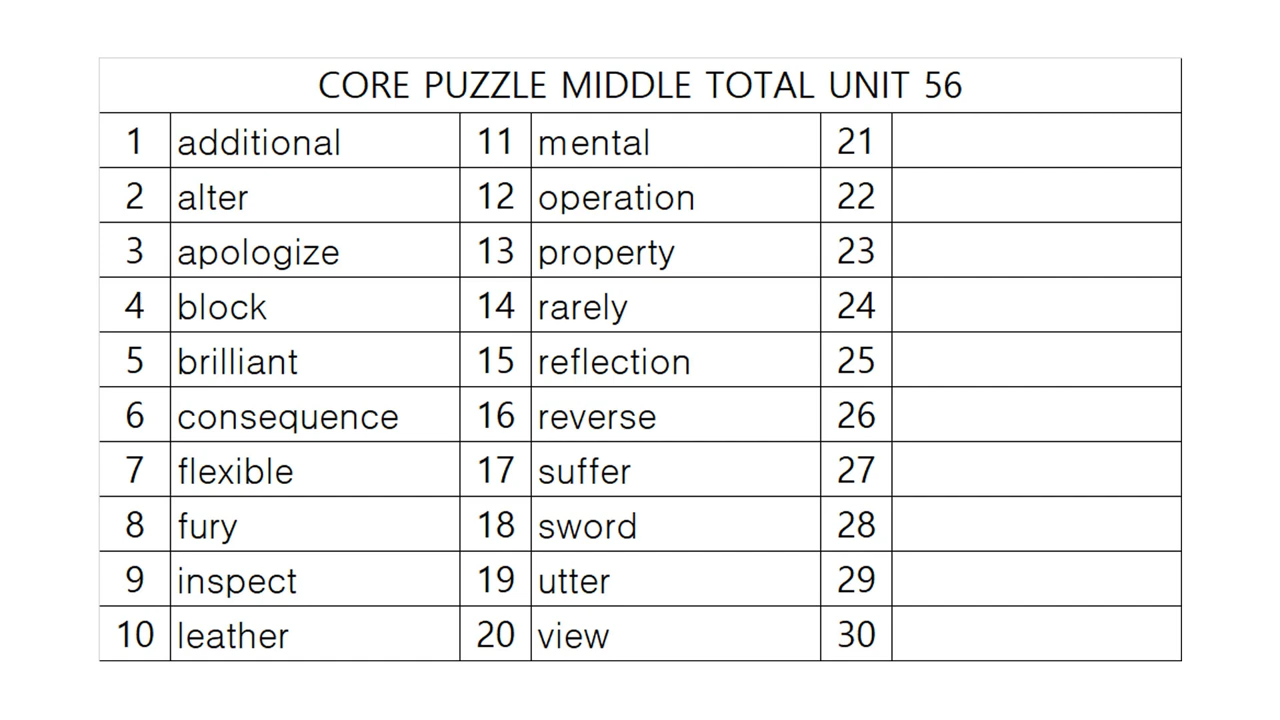 CORE PUZZLE MIDDLE TOTAL UNIT 56
1 additional 11 mental 21
2 alter 12 operation 22
3 apologize 13 property 23
4 block 14 rarely 24
5 brilliant 15 reflection 25
6 consequence 16 reverse 26
7 flexible 17 suffer 27
8 fury 18 sword 28
9 inspect 19 utter 29
10 leather 20 view 30